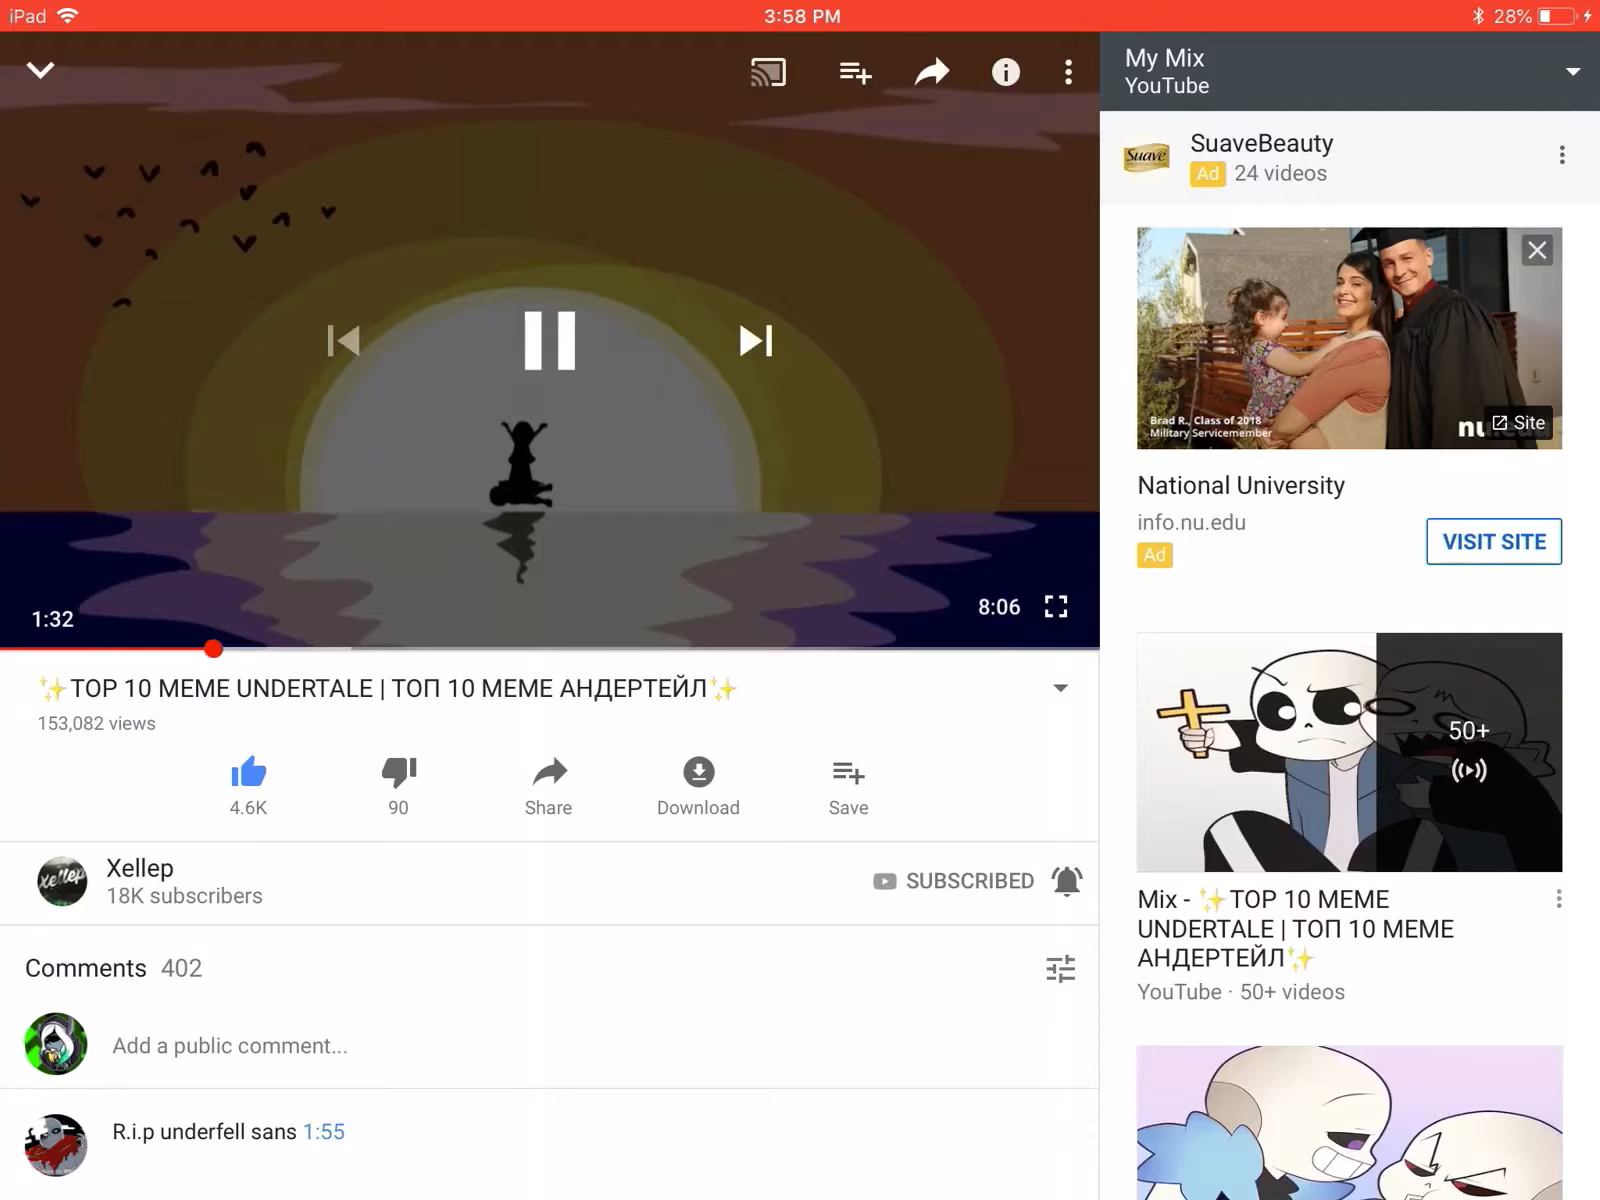 iPad
3:58 PM
28%
1:32
8:06
✨TOP 10 MEME UNDERTALE | ТОП 10 МЕМЕ АНДЕРТЕЙЛ✨
153,082 views
4.6K
90
Share
Download
Save
Xellep
Xellep
18K subscribers
SUBSCRIBED
Comments 402
Add a public comment...
R.i.p underfell sans 1:55
My Mix
YouTube
Suave
SuaveBeauty
Ad 24 videos
Brad R., Class of 2018
Military Servicemember
Site
National University
info.nu.edu
Ad
VISIT SITE
50+
Mix - ✨TOP 10 MEME
UNDERTALE | ТОП 10 МЕМЕ
АНДЕРТЕЙЛ✨
YouTube · 50+ videos